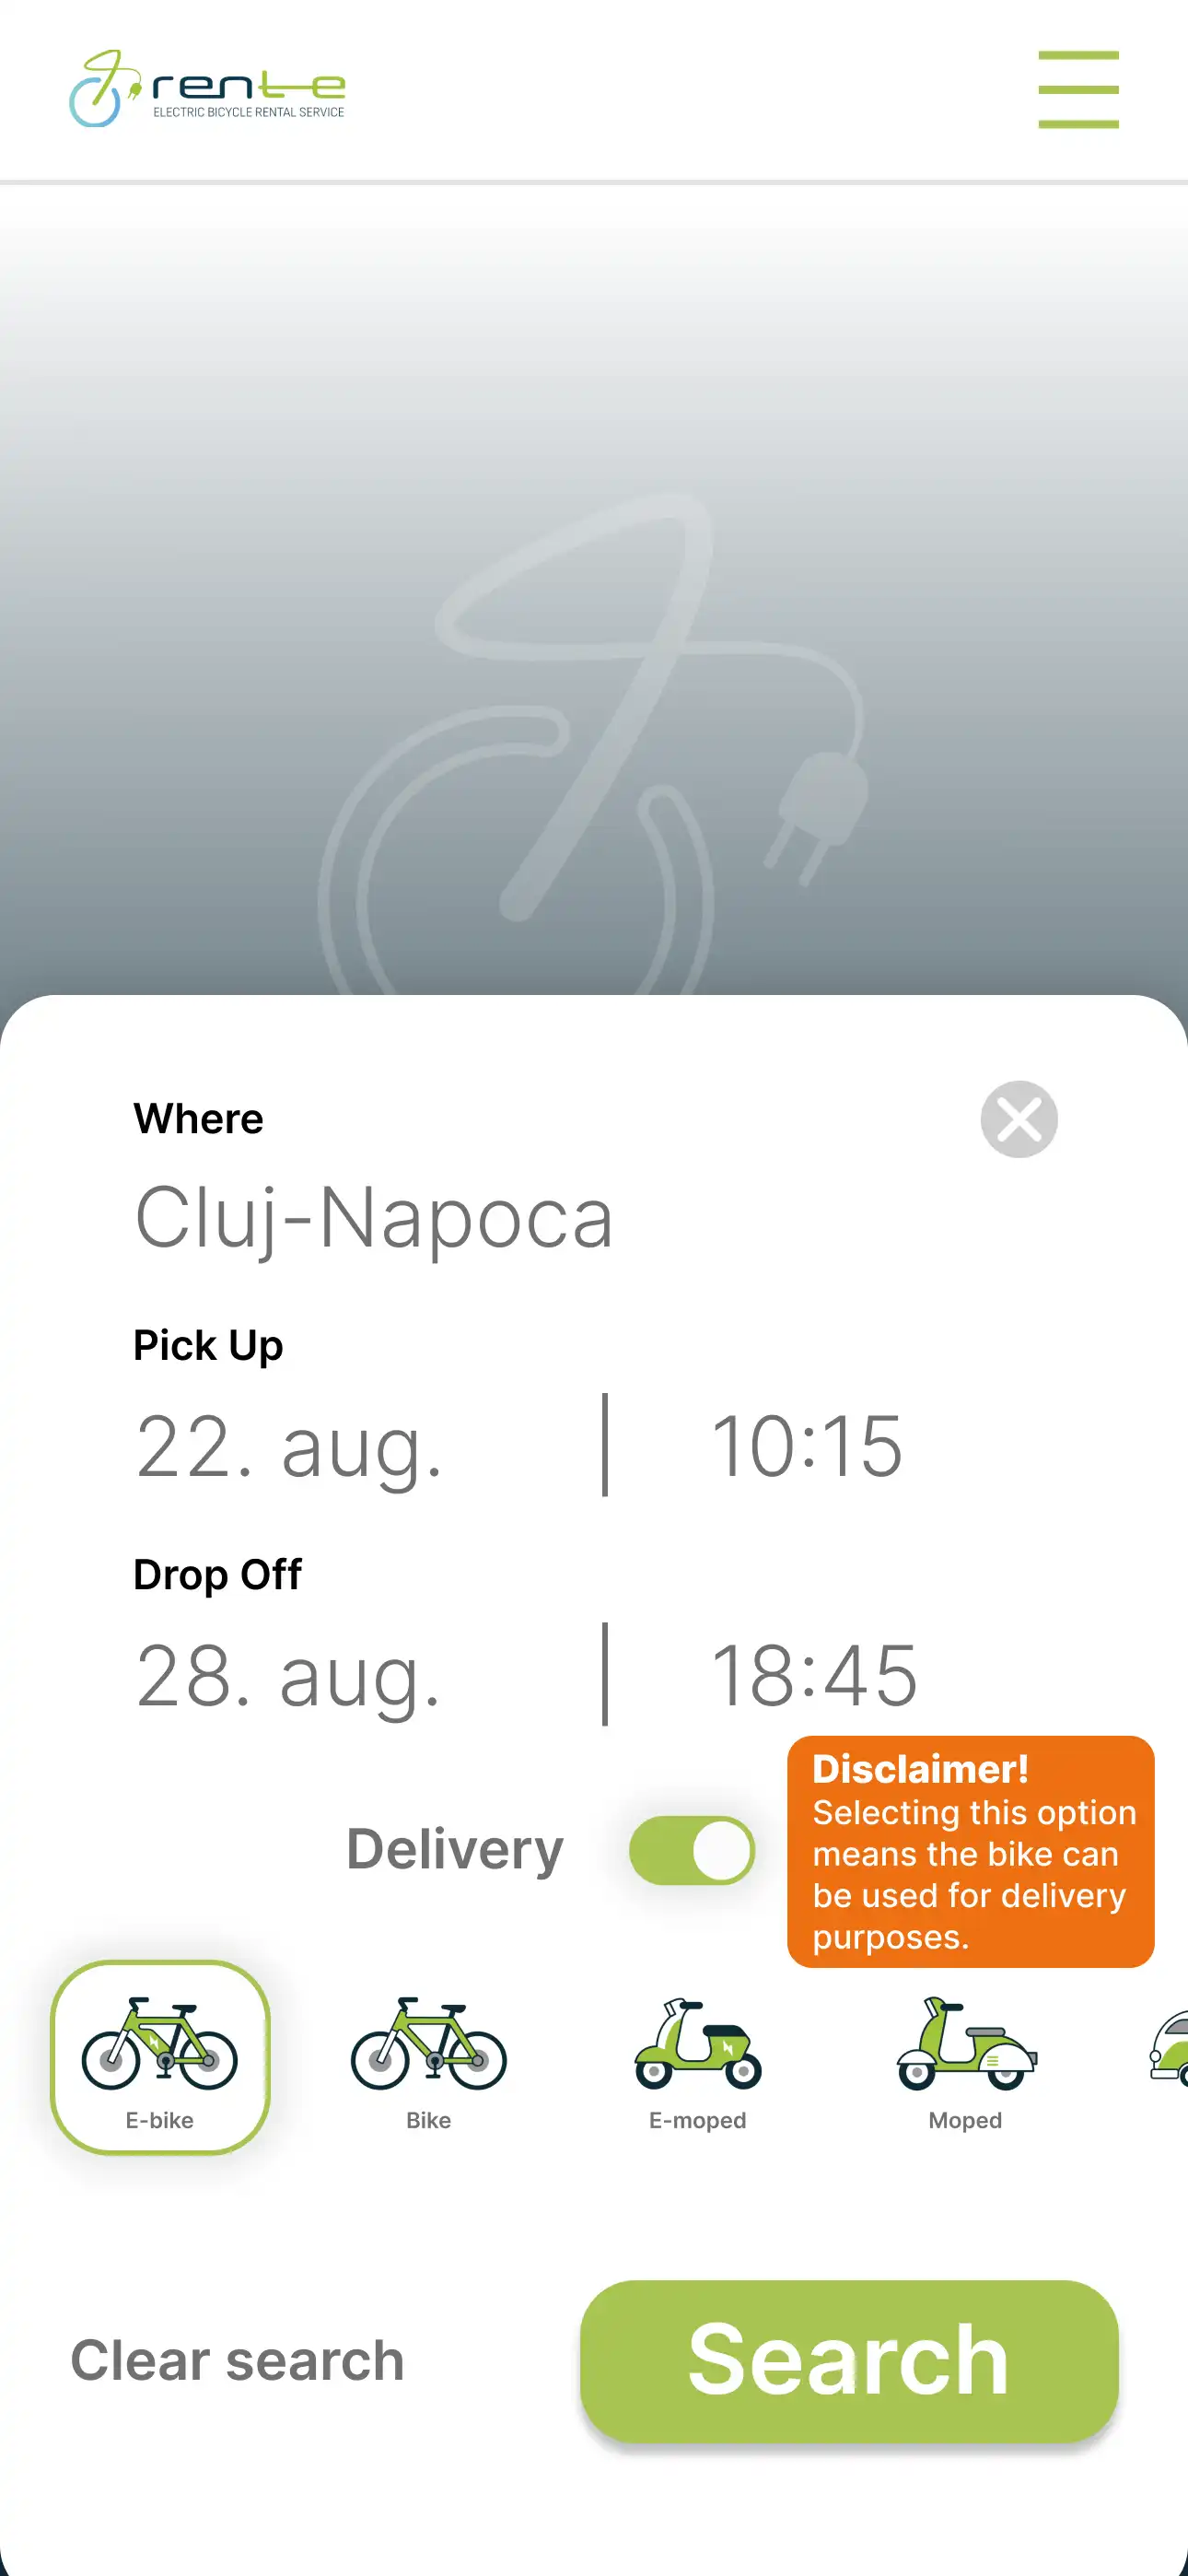 rente
ELECTRIC BICYCLE RENTAL SERVICE
Where
Cluj-Napoca
Pick Up
22. aug. | 10:15
Drop Off
28. aug. | 18:45
Delivery
Disclaimer!
Selecting this option
means the bike can
be used for delivery
purposes.
E-bike
Bike
E-moped
Moped
Clear search
Search